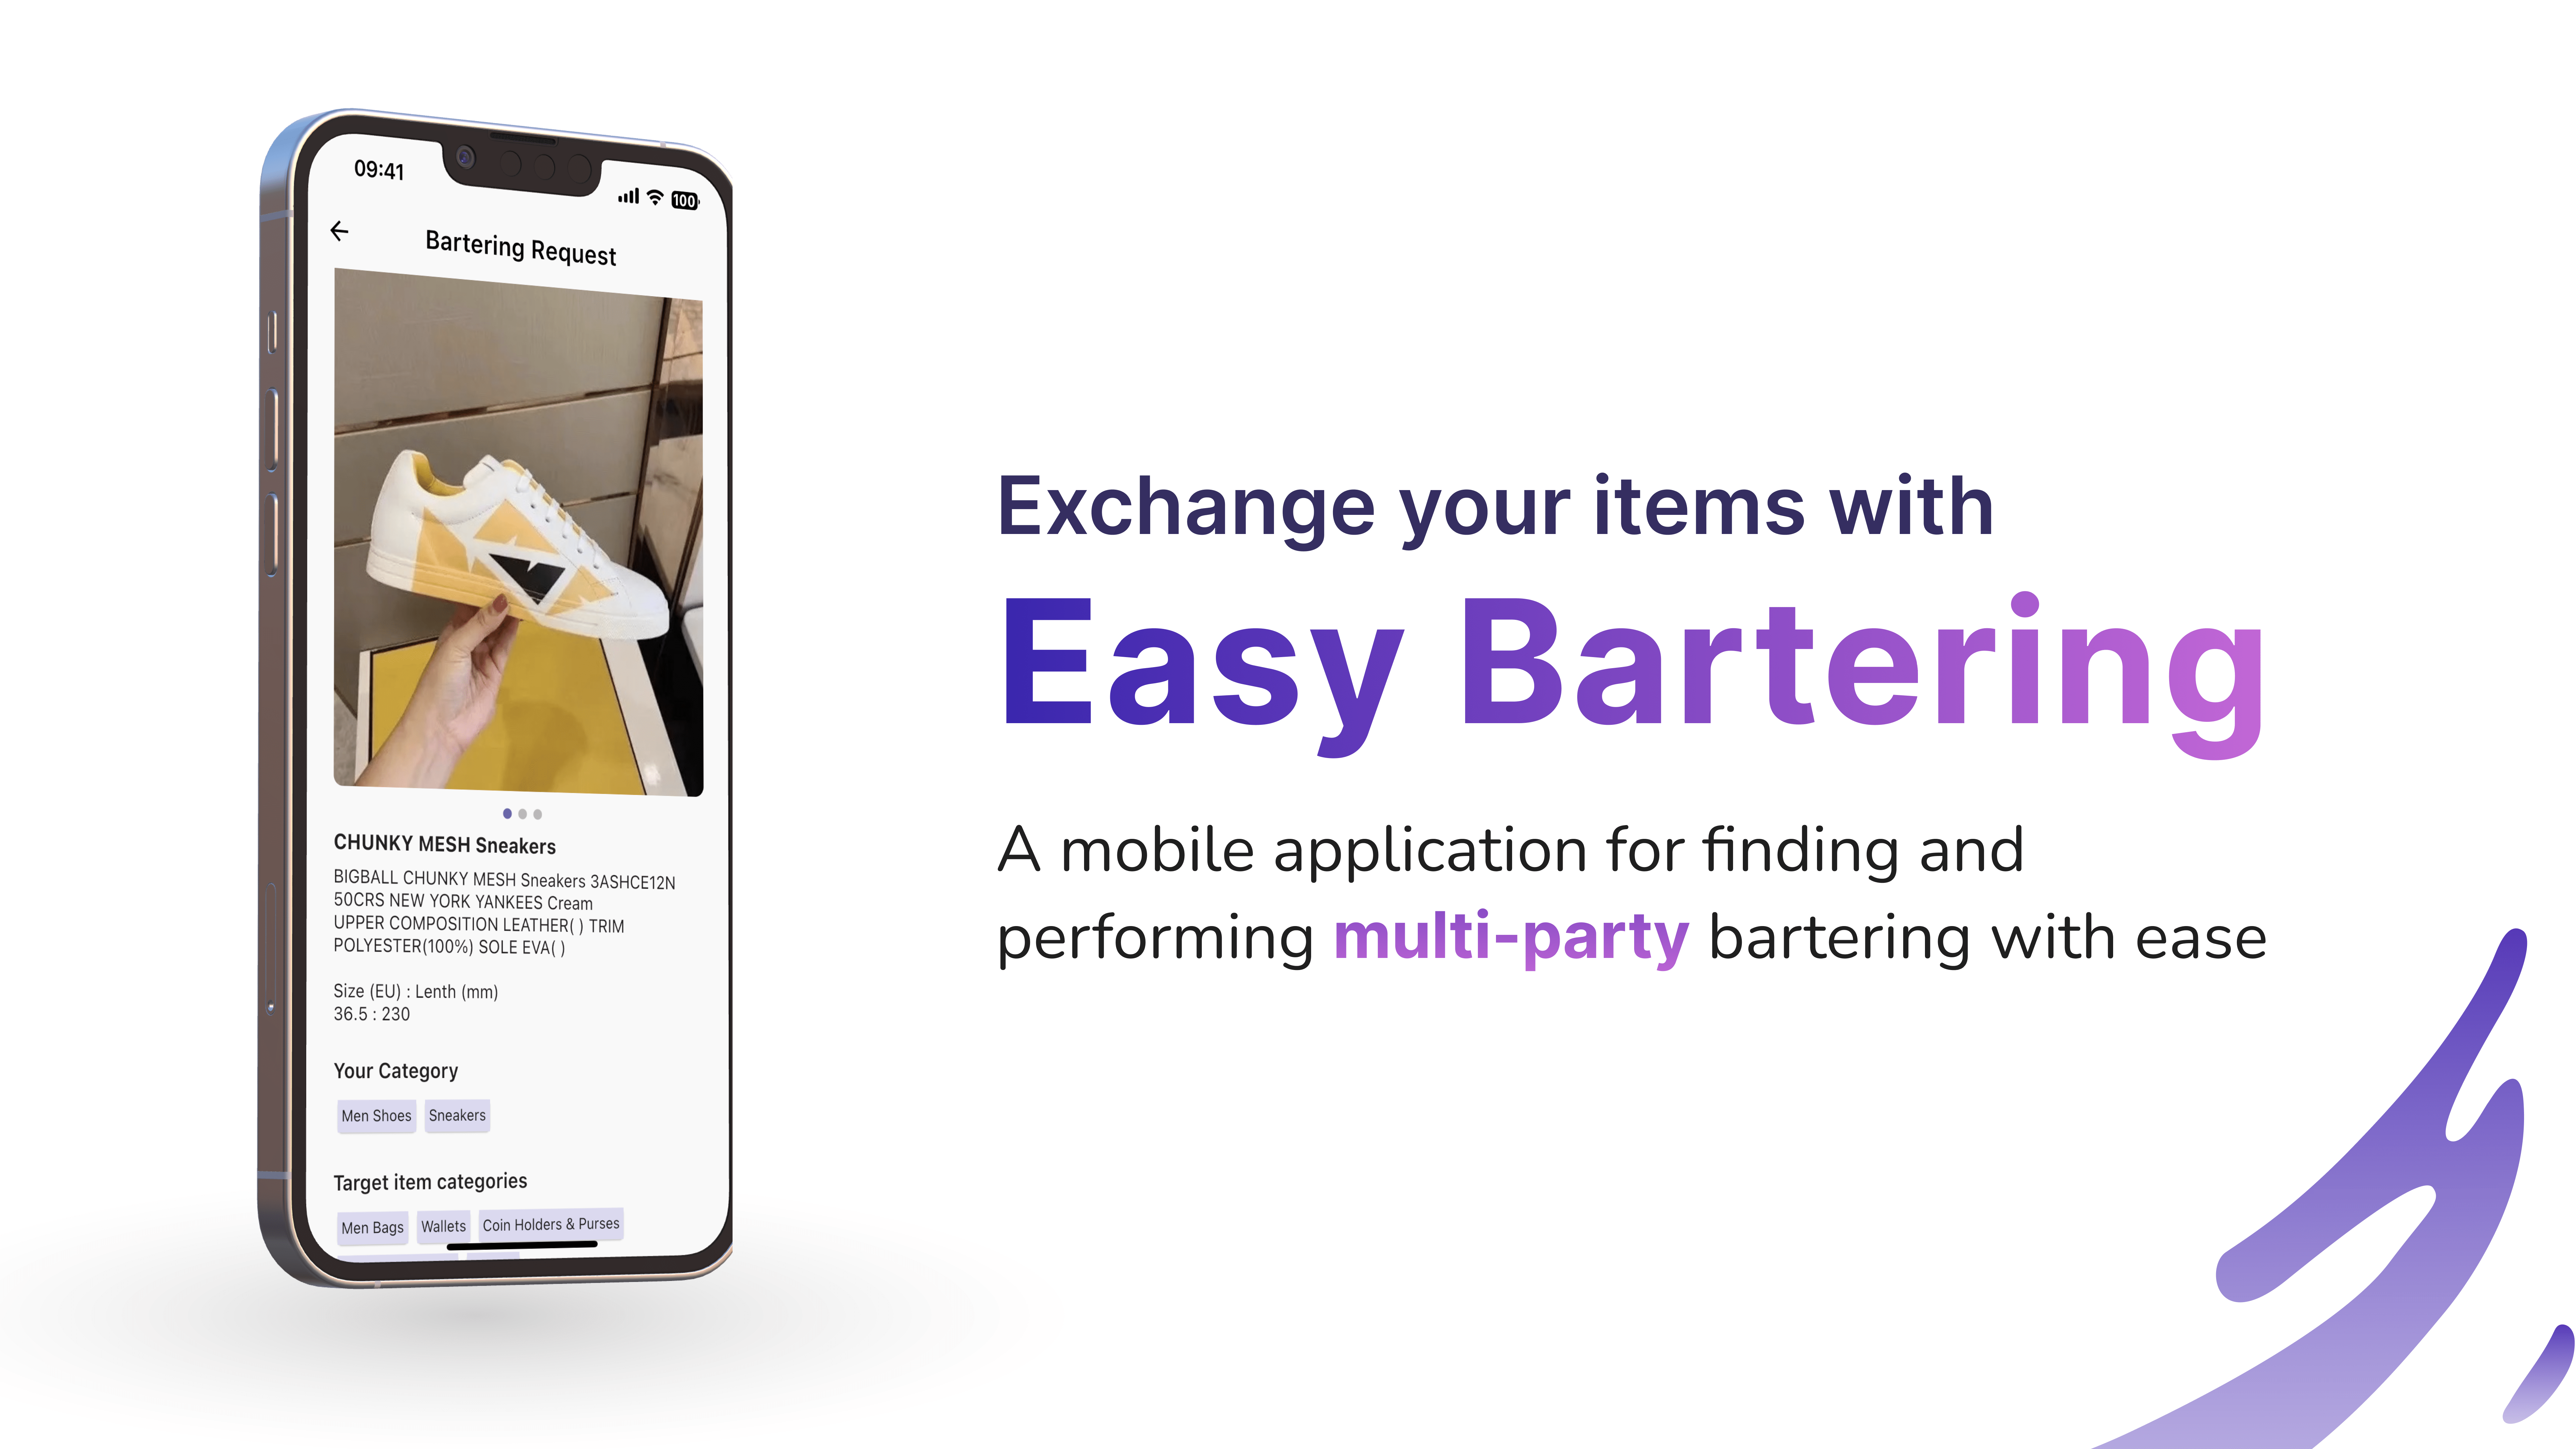 09:41
100
Bartering Request
CHUNKY MESH Sneakers
BIGBALL CHUNKY MESH Sneakers 3ASHCE12N
50CRS NEW YORK YANKEES Cream
UPPER COMPOSITION LEATHER( ) TRIM
POLYESTER(100%) SOLE EVA( )
Size (EU) : Lenth (mm)
36.5 : 230
Your Category
Men Shoes
Sneakers
Target item categories
Men Bags
Wallets
Coin Holders & Purses
Exchange your items with
Easy Bartering
A mobile application for finding and
performing multi-party bartering with ease